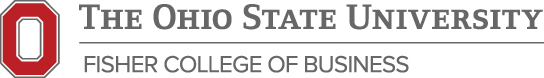 THE OHIO STATE UNIVERSITY
FISHER COLLEGE OF BUSINESS